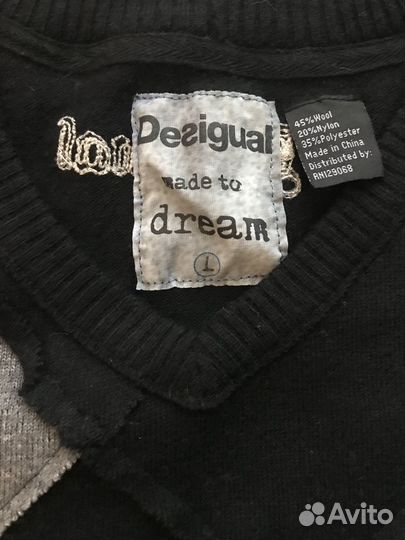 Desigual
made to
dream
45%Wool
20%Nylon
35%Polyester
Made in China
Distributed by:
RN129068
Avito